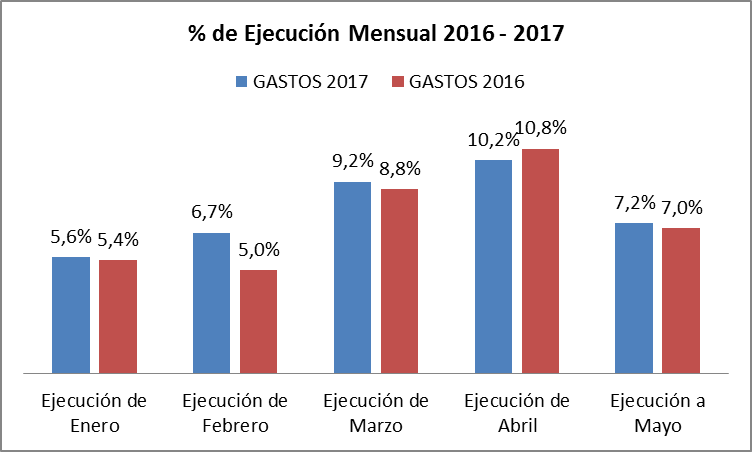 % de Ejecución Mensual 2016 - 2017
GASTOS 2017 GASTOS 2016
5,6% 5,4% 6,7% 5,0% 9,2% 8,8% 10,2% 10,8% 7,2% 7,0%
Ejecución de Enero
Ejecución de Febrero
Ejecución de Marzo
Ejecución de Abril
Ejecución a Mayo